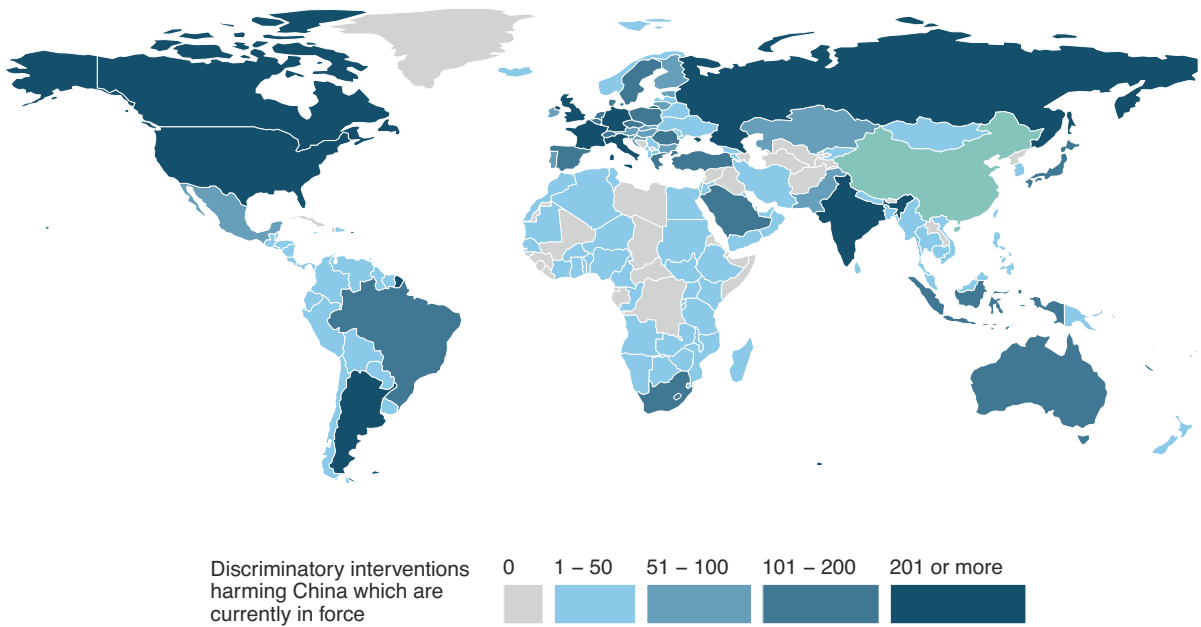 Discriminatory interventions
harming China which are
currently in force
0
1 – 50
51 – 100
101 – 200
201 or more